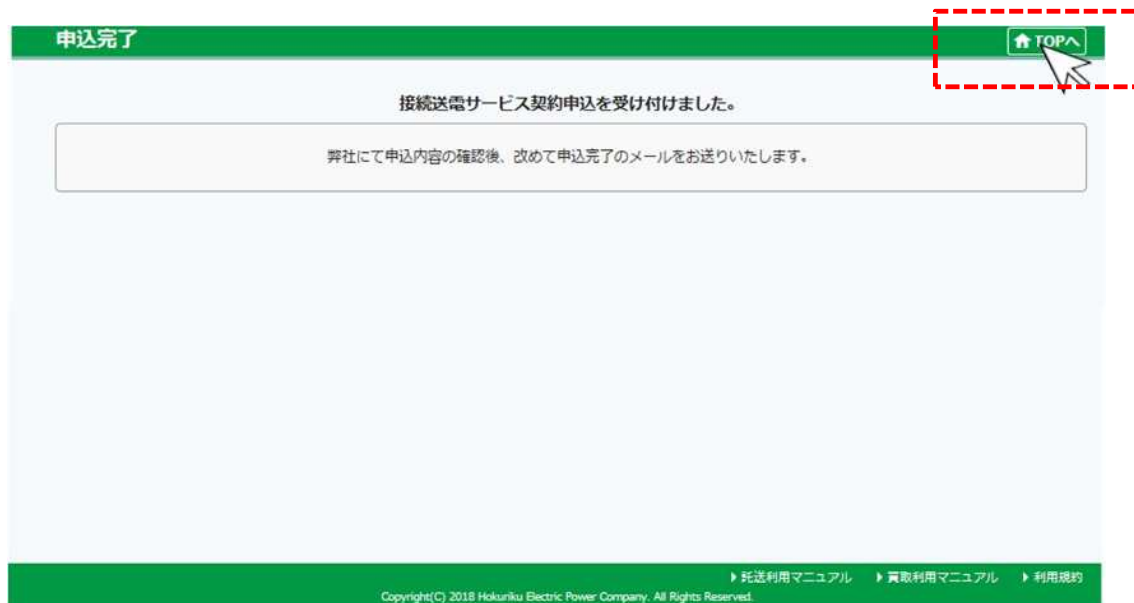 申込完了
TOPへ
接続送電サービス契約申込を受け付けました。
弊社にて申込内容の確認後、改めて申込完了のメールをお送りいたします。
託送利用マニュアル 買取利用マニュアル 利用規約
Copyright(C) 2018 Hokuriku Electric Power Company. All Rights Reserved.